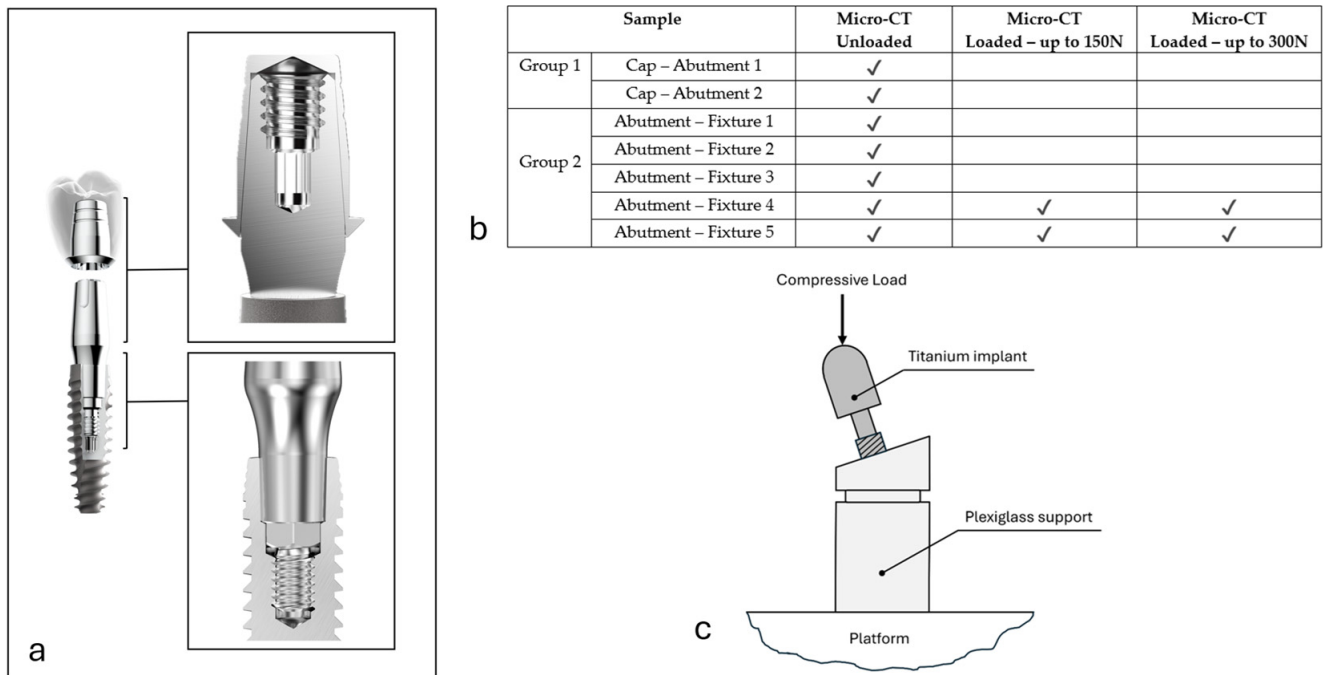 a
b
Sample Micro-CT Micro-CT Micro-CT
Unloaded Loaded – up to 150N Loaded – up to 300N
Group 1 Cap – Abutment 1 ✓
Cap – Abutment 2 ✓
Group 2 Abutment – Fixture 1 ✓
Abutment – Fixture 2 ✓
Abutment – Fixture 3 ✓
Abutment – Fixture 4 ✓ ✓ ✓
Abutment – Fixture 5 ✓ ✓ ✓
Compressive Load
Titanium implant
Plexiglass support
Platform
c